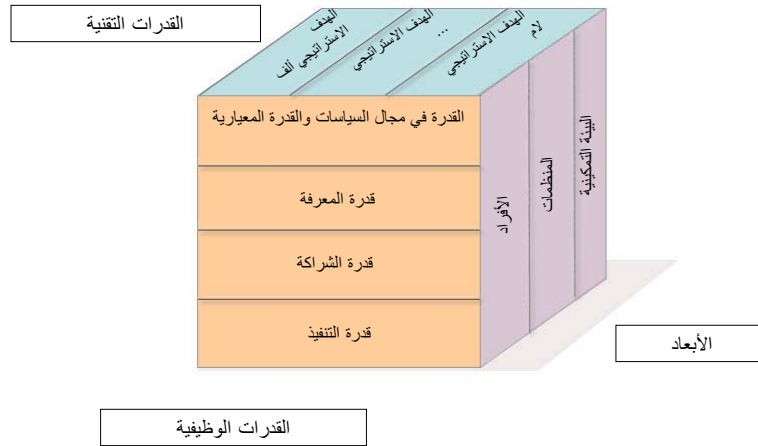 القدرات التقنية
الهدف
الاستراتيجي ألف
الهدف الاستراتيجي
...
الهدف الاستراتيجي
لام
القدرة في مجال السياسات والقدرة المعيارية
قدرة المعرفة
قدرة الشراكة
قدرة التنفيذ
الأفراد
المنظمات
البيئة التمكينية
الأبعاد
القدرات الوظيفية